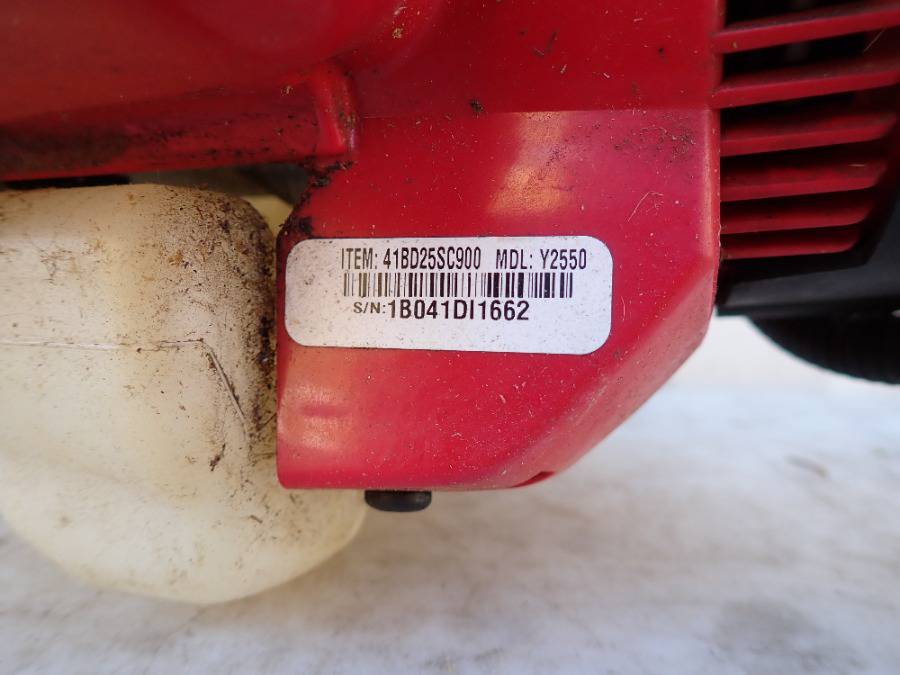 ITEM: 41BD25SC900 MDL: Y2550
S/N:1B041DI1662